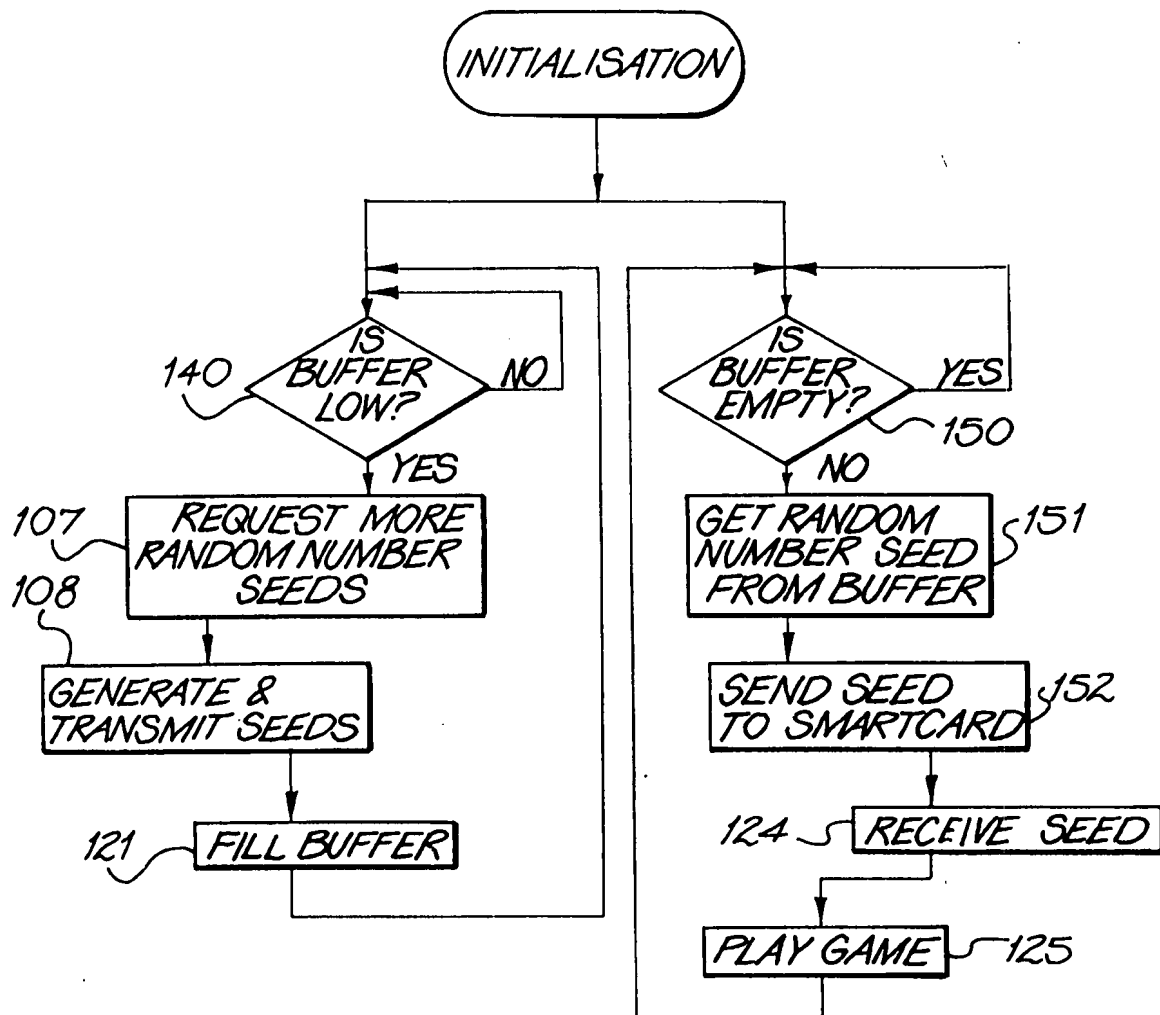 INITIALISATION
IS
BUFFER
LOW?
NO
140
YES
REQUEST MORE
RANDOM NUMBER
SEEDS
107
108
GENERATE &
TRANSMIT SEEDS
121
FILL BUFFER
IS
BUFFER
EMPTY?
YES
150
NO
GET RANDOM
NUMBER SEED
FROM BUFFER
151
SEND SEED
TO SMARTCARD
152
124
RECEIVE SEED
PLAY GAME
125